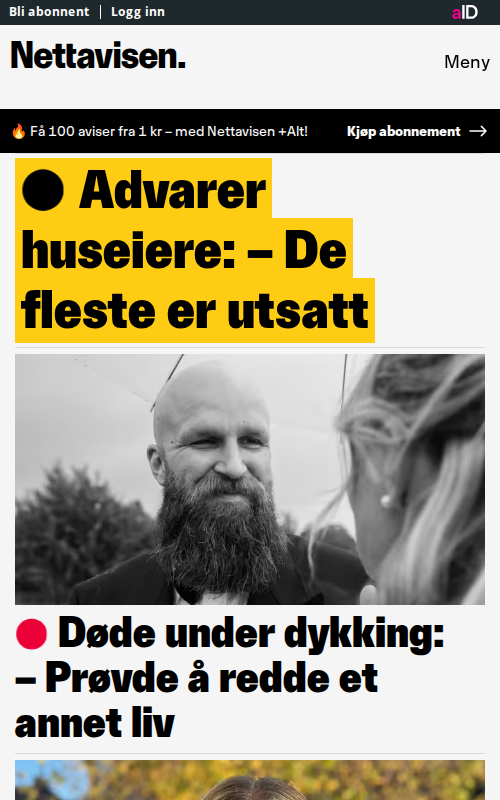 Bli abonnent | Logg inn
aID
Nettavisen.
Meny
🔥 Få 100 aviser fra 1 kr – med Nettavisen +Alt!
Kjøp abonnement →
Advarer
huseiere: – De
fleste er utsatt
Døde under dykking:
– Prøvde å redde et
annet liv